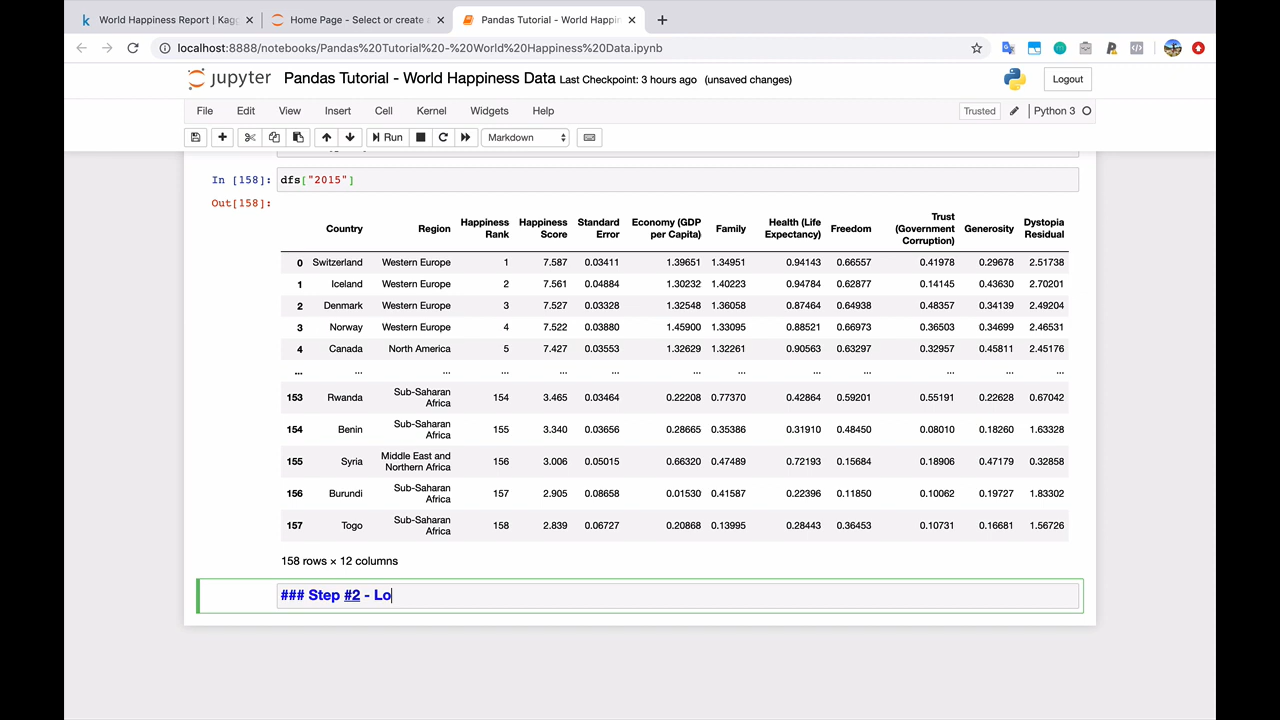 World Happiness Report | Kagg
Home Page - Select or create a
Pandas Tutorial - World Happin
localhost:8888/notebooks/Pandas%20Tutorial%20-%20World%20Happiness%20Data.ipynb
jupyter Pandas Tutorial - World Happiness Data Last Checkpoint: 3 hours ago (unsaved changes) Logout
File Edit View Insert Cell Kernel Widgets Help Trusted Python 3
Run Markdown
In [158]: dfs["2015"]
Out[158]:
Country Region Happiness Rank Happiness Score Standard Error Economy (GDP per Capita) Family Health (Life Expectancy) Freedom Trust (Government Corruption) Generosity Dystopia Residual
0 Switzerland Western Europe 1 7.587 0.03411 1.39651 1.34951 0.94143 0.66557 0.41978 0.29678 2.51738
1 Iceland Western Europe 2 7.561 0.04884 1.30232 1.40223 0.94784 0.62877 0.14145 0.43630 2.70201
2 Denmark Western Europe 3 7.527 0.03328 1.32548 1.36058 0.87464 0.64938 0.48357 0.34139 2.49204
3 Norway Western Europe 4 7.522 0.03880 1.45900 1.33095 0.88521 0.66973 0.36503 0.34699 2.46531
4 Canada North America 5 7.427 0.03553 1.32629 1.32261 0.90563 0.63297 0.32957 0.45811 2.45176
... ... ... ... ... ... ... ... ... ... ... ... ...
153 Rwanda Sub-Saharan Africa 154 3.465 0.03464 0.22208 0.77370 0.42864 0.59201 0.55191 0.22628 0.67042
154 Benin Sub-Saharan Africa 155 3.340 0.03656 0.28665 0.35386 0.31910 0.48450 0.08010 0.18260 1.63328
155 Syria Middle East and Northern Africa 156 3.006 0.05015 0.66320 0.47489 0.72193 0.15684 0.18906 0.47179 0.32858
156 Burundi Sub-Saharan Africa 157 2.905 0.08658 0.01530 0.41587 0.22396 0.11850 0.10062 0.19727 1.83302
157 Togo Sub-Saharan Africa 158 2.839 0.06727 0.20868 0.13995 0.28443 0.36453 0.10731 0.16681 1.56726
158 rows × 12 columns
### Step #2 - Lo